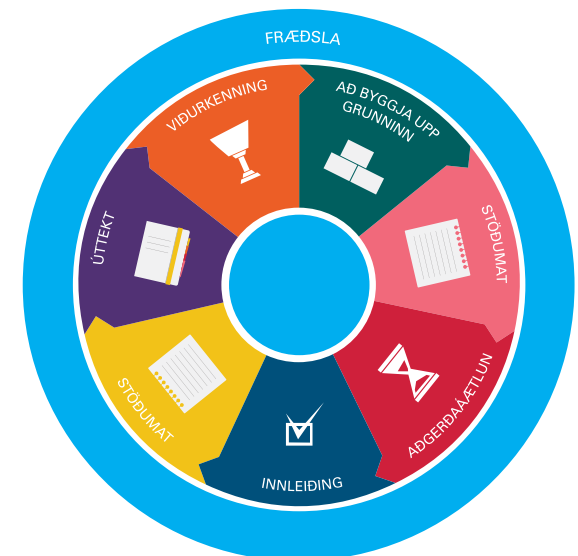 FRÆÐSLA
AÐ BYGGJA UPP
GRUNNINN
STÖÐUMAT
AÐGERÐAÁÆTLUN
INNLEIÐING
STÖÐUMAT
ÚTTEKT
VIÐURKENNING